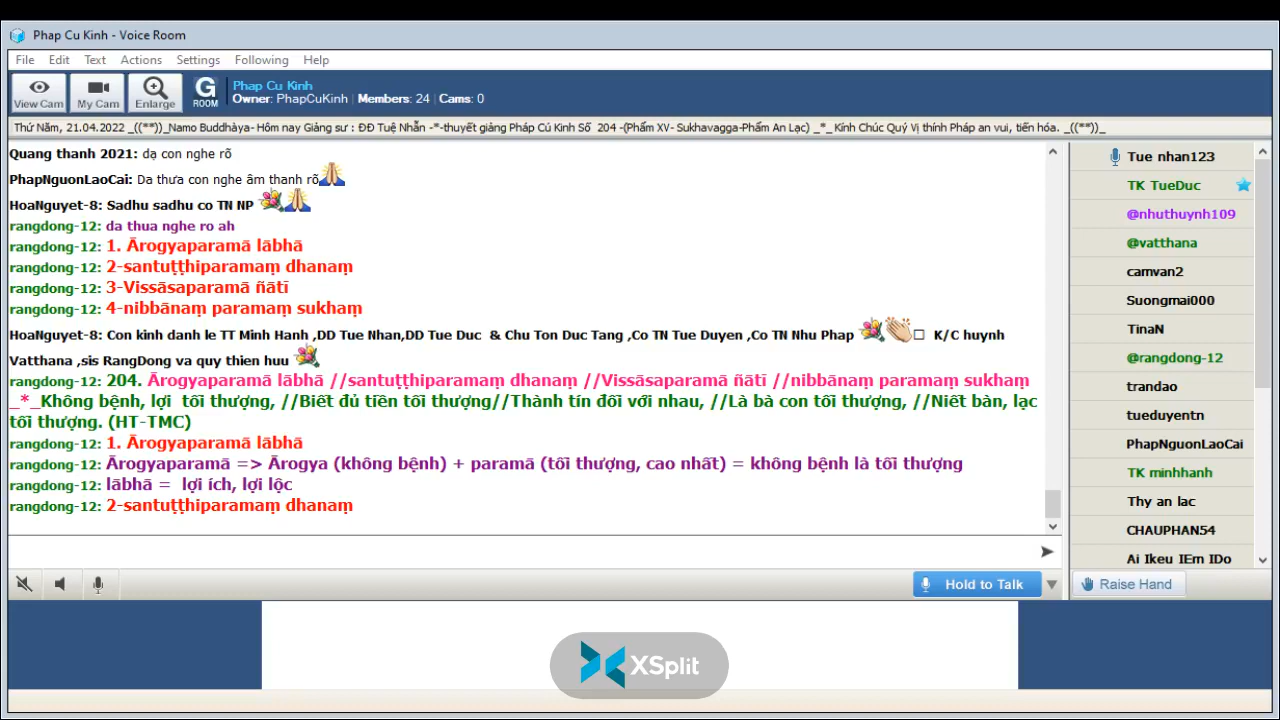 Phap Cu Kinh - Voice Room
File Edit Text Actions Settings Following Help
View Cam My Cam Enlarge G ROOM
Phap Cu Kinh
Owner: PhapCuKinh | Members: 24 | Cams: 0
Thứ Năm, 21.04.2022 _((**))_Namo Buddhàya- Hôm nay Giảng sư : ĐĐ Tuệ Nhẫn -*-thuyết giảng Pháp Cú Kinh Số 204 -(Phẩm XV- Sukhavagga-Phẩm An Lạc) _*_ Kính Chúc Quý Vị thính Pháp an vui, tiến hóa. _((**))_
Quang thanh 2021: dạ con nghe rõ
PhapNguonLaoCai: Da thưa con nghe âm thanh rõ
HoaNguyet-8: Sadhu sadhu co TN NP
rangdong-12: da thua nghe ro ah
rangdong-12: 1. Ārogyaparamā lābhā
rangdong-12: 2-santuṭṭhiparamaṃ dhanaṃ
rangdong-12: 3-Vissāsaparamā ñātī
rangdong-12: 4-nibbānaṃ paramaṃ sukhaṃ
HoaNguyet-8: Con kinh danh le TT Minh Hanh ,DD Tue Nhan,DD Tue Duc & Chu Ton Duc Tang ,Co TN Tue Duyen ,Co TN Nhu Phap K/C huynh
Vatthana ,sis RangDong va quy thien huu
rangdong-12: 204. Ārogyaparamā lābhā //santuṭṭhiparamaṃ dhanaṃ //Vissāsaparamā ñātī //nibbānaṃ paramaṃ sukhaṃ
_*_Không bệnh, lợi tối thượng, //Biết đủ tiền tối thượng//Thành tín đối với nhau, //Là bà con tối thượng, //Niết bàn, lạc
tối thượng. (HT-TMC)
rangdong-12: 1. Ārogyaparamā lābhā
rangdong-12: Ārogyaparamā => Ārogya (không bệnh) + paramā (tối thượng, cao nhất) = không bệnh là tối thượng
rangdong-12: lābhā = lợi ích, lợi lộc
rangdong-12: 2-santuṭṭhiparamaṃ dhanaṃ
Tue nhan123
TK TueDuc
@nhuthuynh109
@vatthana
camvan2
Suongmai000
TinaN
@rangdong-12
trandao
tueduyentn
PhapNguonLaoCai
TK minhhanh
Thy an lac
CHAUPHAN54
Ai Ikeu IEm IDo
Hold to Talk
Raise Hand
XSplit